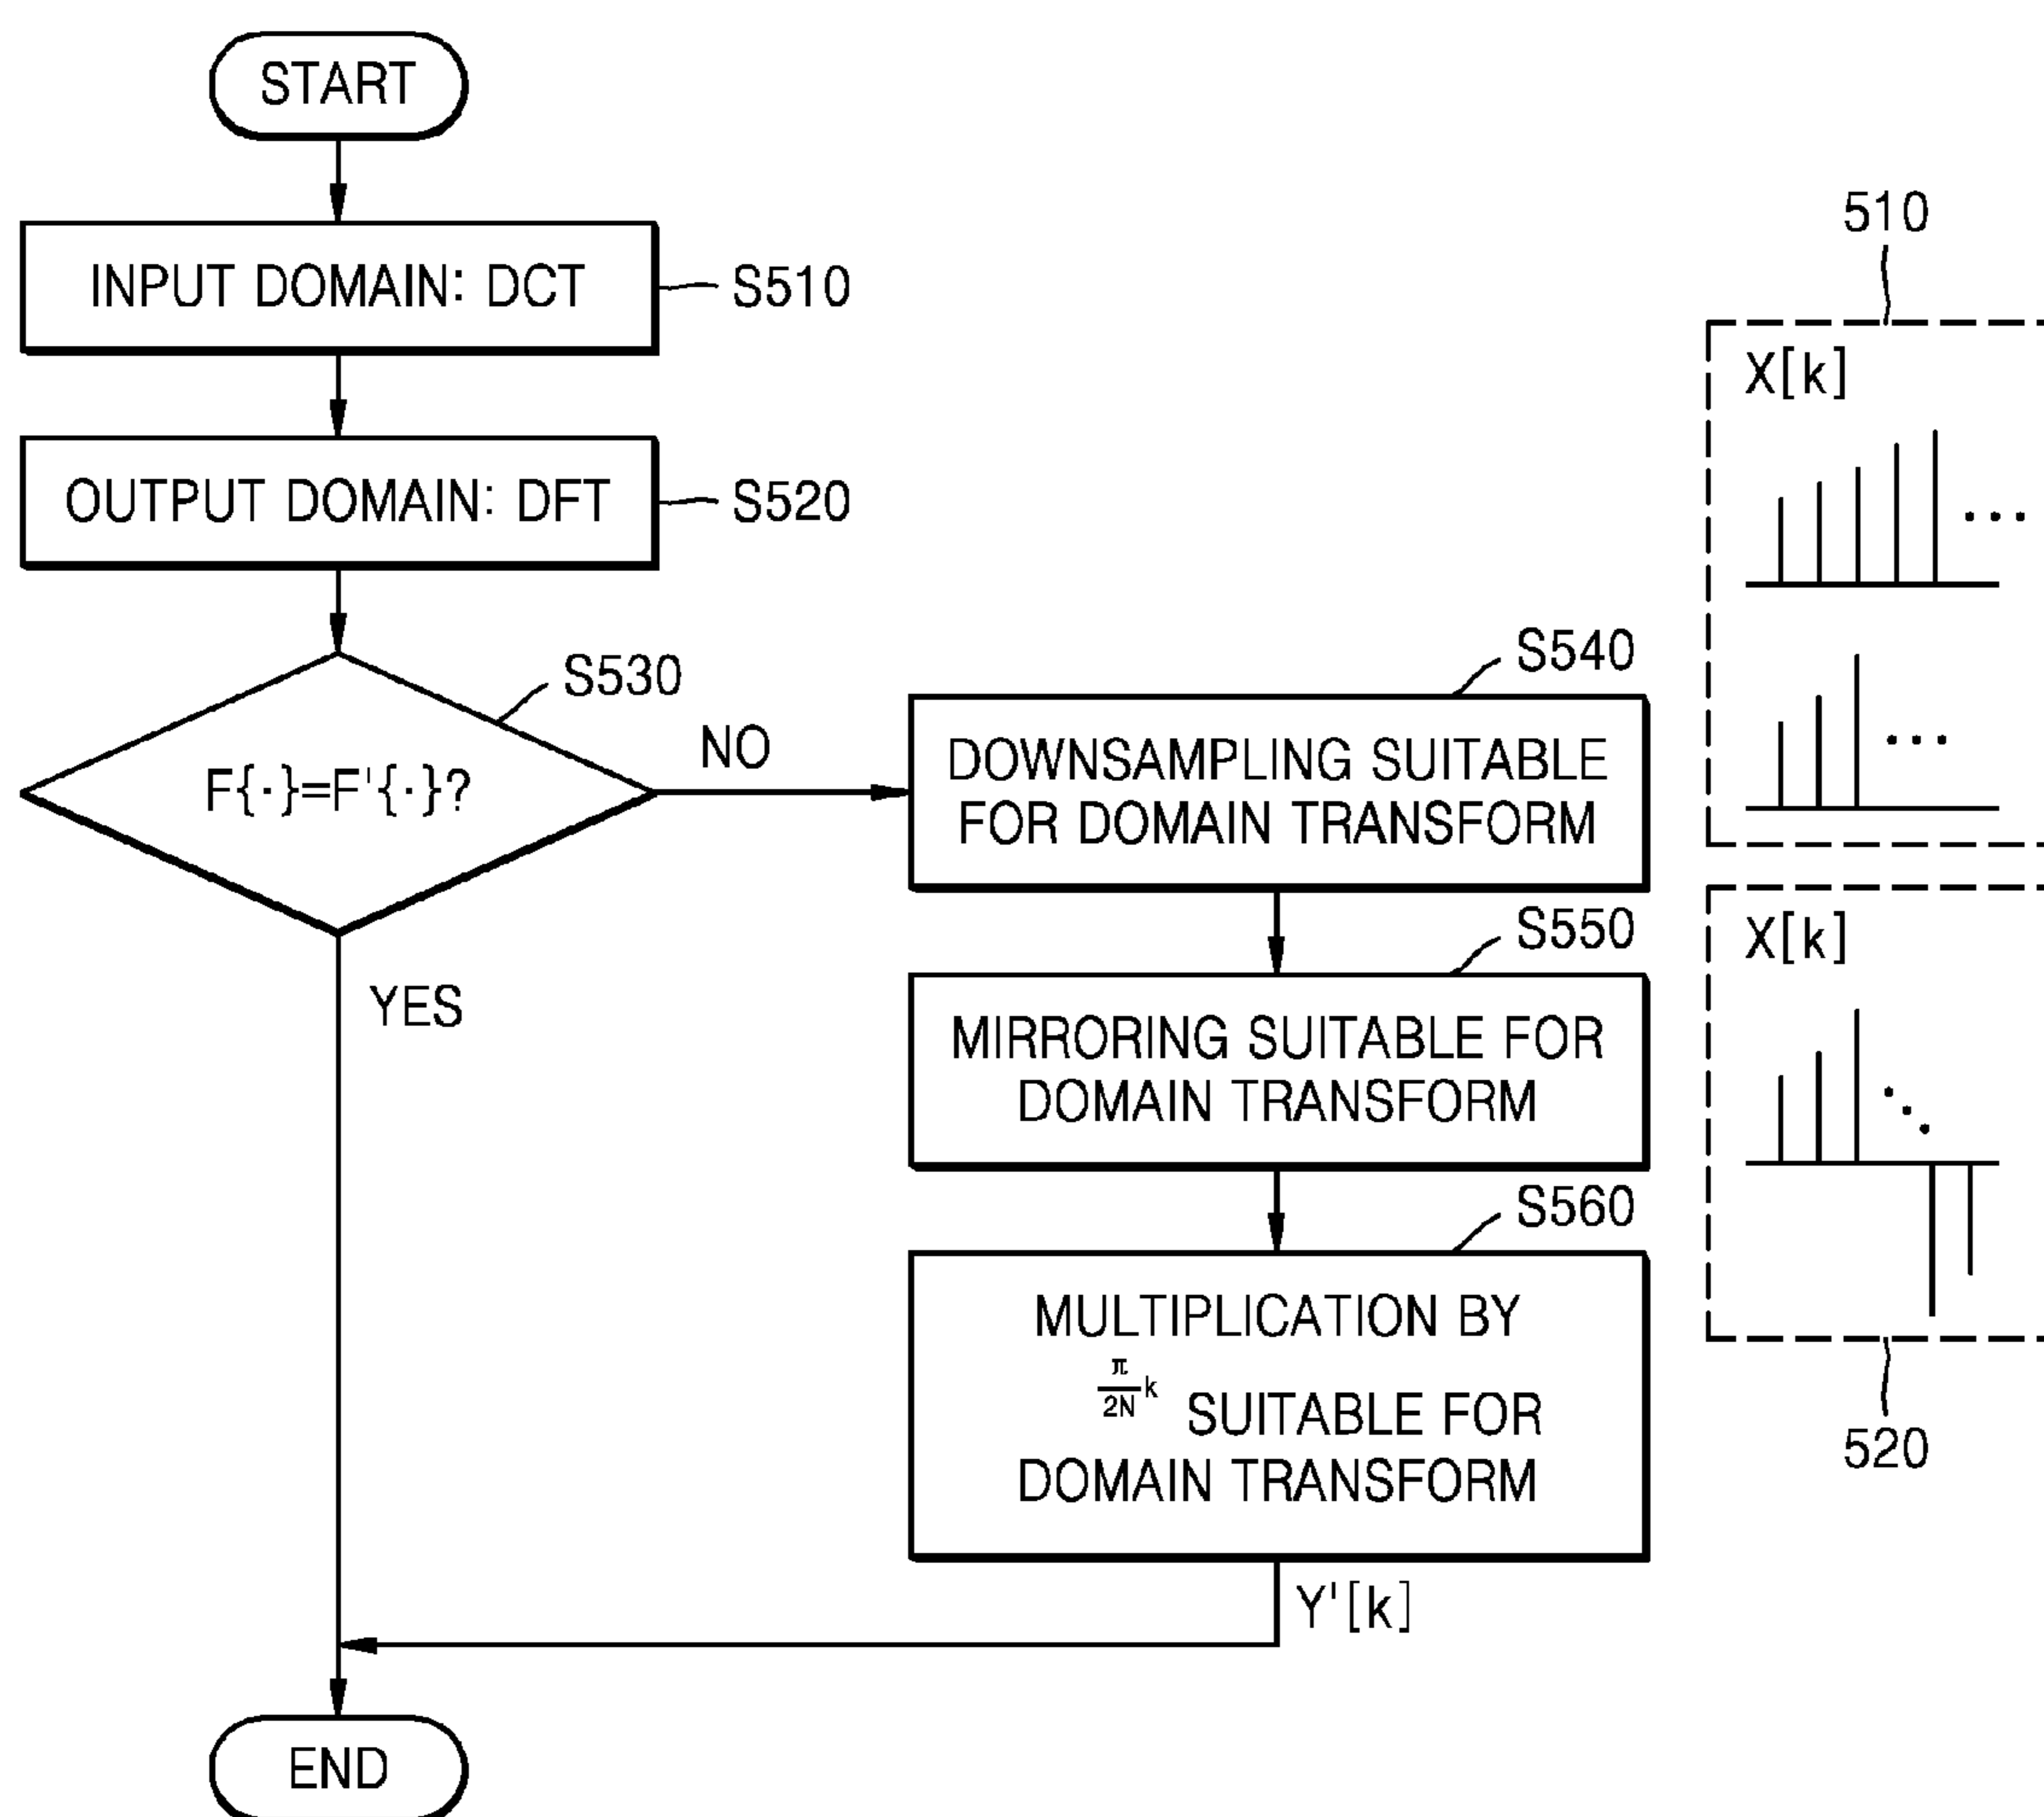 START
INPUT DOMAIN: DCT
S510
OUTPUT DOMAIN: DFT
S520
F{·}=F'{·}?
S530
NO
YES
S540
DOWNSAMPLING SUITABLE
FOR DOMAIN TRANSFORM
S550
MIRRORING SUITABLE FOR
DOMAIN TRANSFORM
S560
MULTIPLICATION BY
π/2N k SUITABLE FOR
DOMAIN TRANSFORM
Y'[k]
END
510
X[k]
X[k]
520